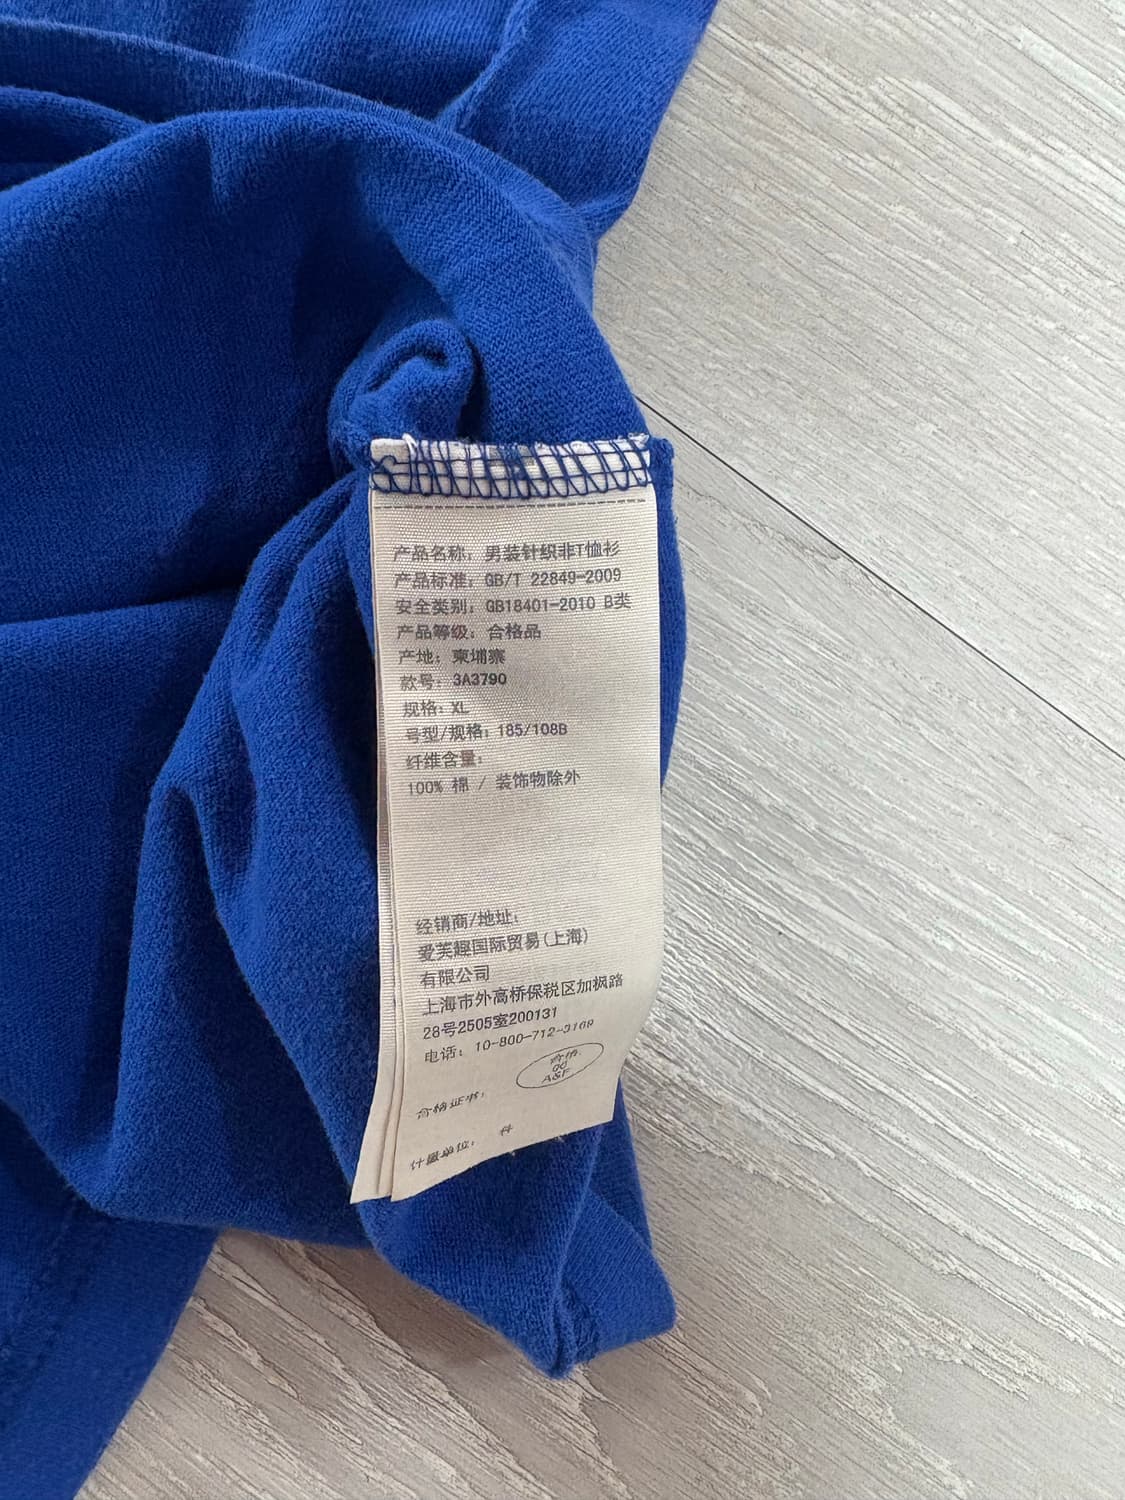 产品名称: 男装针织非T恤衫
产品标准: GB/T 22849-2009
安全类别: GB18401-2010 B类
产品等级: 合格品
产地: 柬埔寨
款号: 3A3790
规格: XL
号型/规格: 185/108B
纤维含量:
100% 棉 / 装饰物除外
经销商/地址:
爱芙趣国际贸易(上海)
有限公司
上海市外高桥保税区加枫路
28号2505室200131
电话: 10-800-712-3169
合格
QC
A&F
合格证书:
计量单位: 件